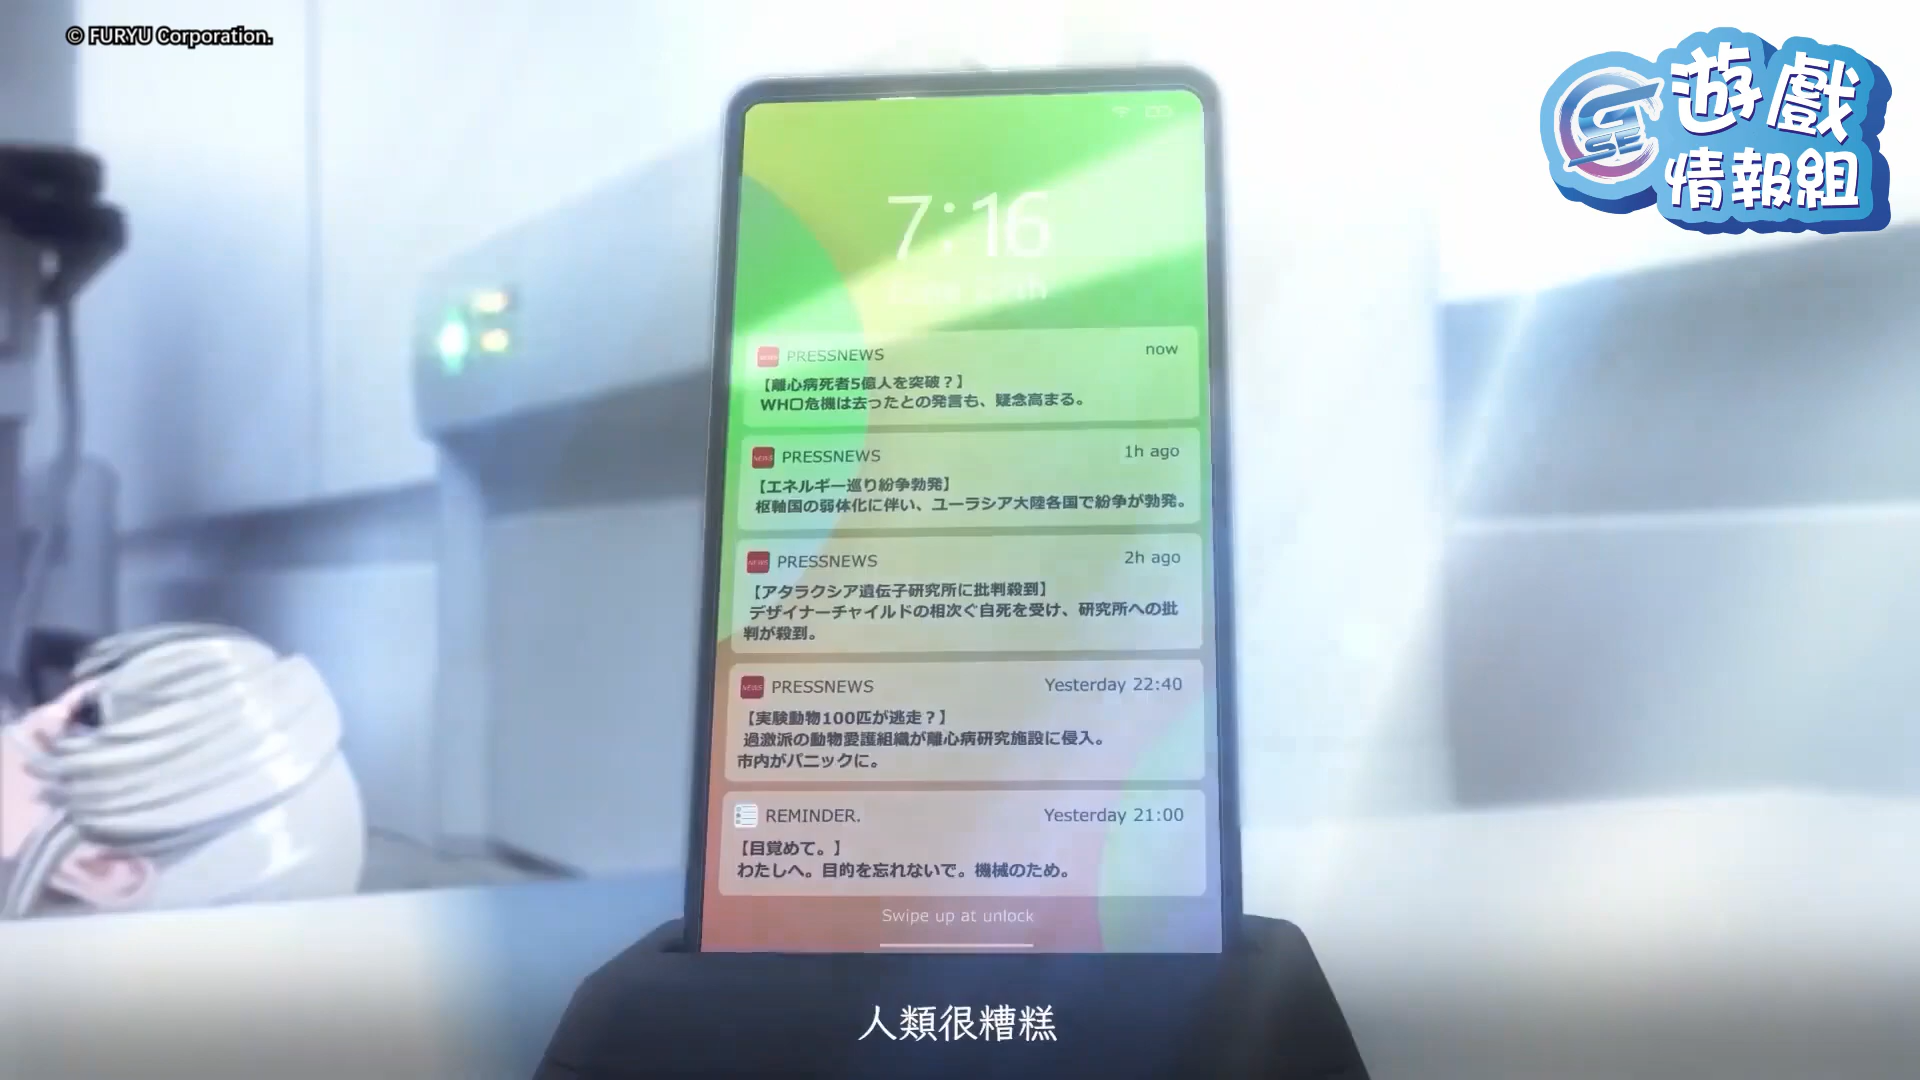 © FURYU Corporation.
GSE
遊戲
情報組
7:16
PRESSNEWS
now
【離心病死者5億人を突破？】
WH〇危機は去ったとの発言も、疑念高まる。
PRESSNEWS
1h ago
【エネルギー巡り紛争勃発】
枢軸国の弱体化に伴い、ユーラシア大陸各国で紛争が勃発。
PRESSNEWS
2h ago
【アタラクシア遺伝子研究所に批判殺到】
デザイナーチャイルドの相次ぐ自死を受け、研究所への批
判が殺到。
PRESSNEWS
Yesterday 22:40
【実験動物100匹が逃走？】
過激派の動物愛護組織が離心病研究施設に侵入。
市内がパニックに。
REMINDER.
Yesterday 21:00
【目覚めて。】
わたしへ。目的を忘れないで。機械のため。
Swipe up at unlock
人類很糟糕